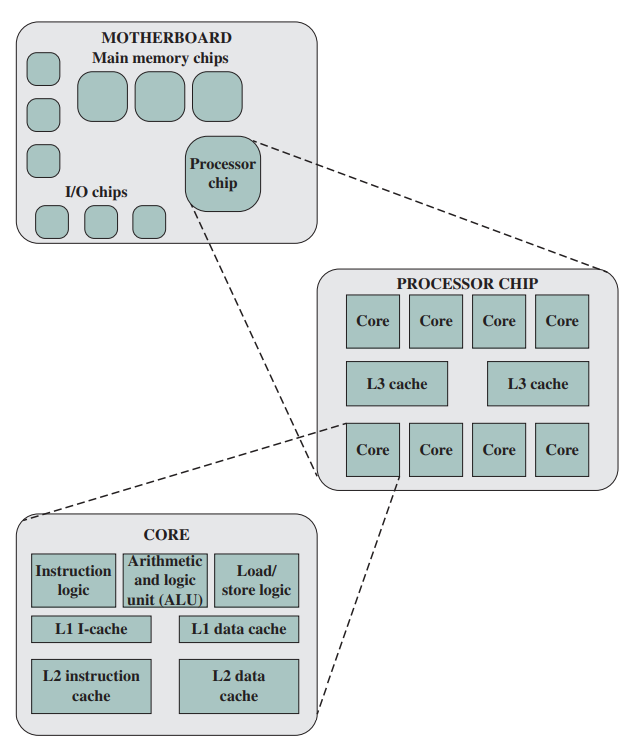 MOTHERBOARD
Main memory chips
Processor
chip
I/O chips
PROCESSOR CHIP
Core
Core
Core
Core
L3 cache
L3 cache
Core
Core
Core
Core
CORE
Instruction
logic
Arithmetic
and logic
unit (ALU)
Load/
store logic
L1 I-cache
L1 data cache
L2 instruction
cache
L2 data
cache